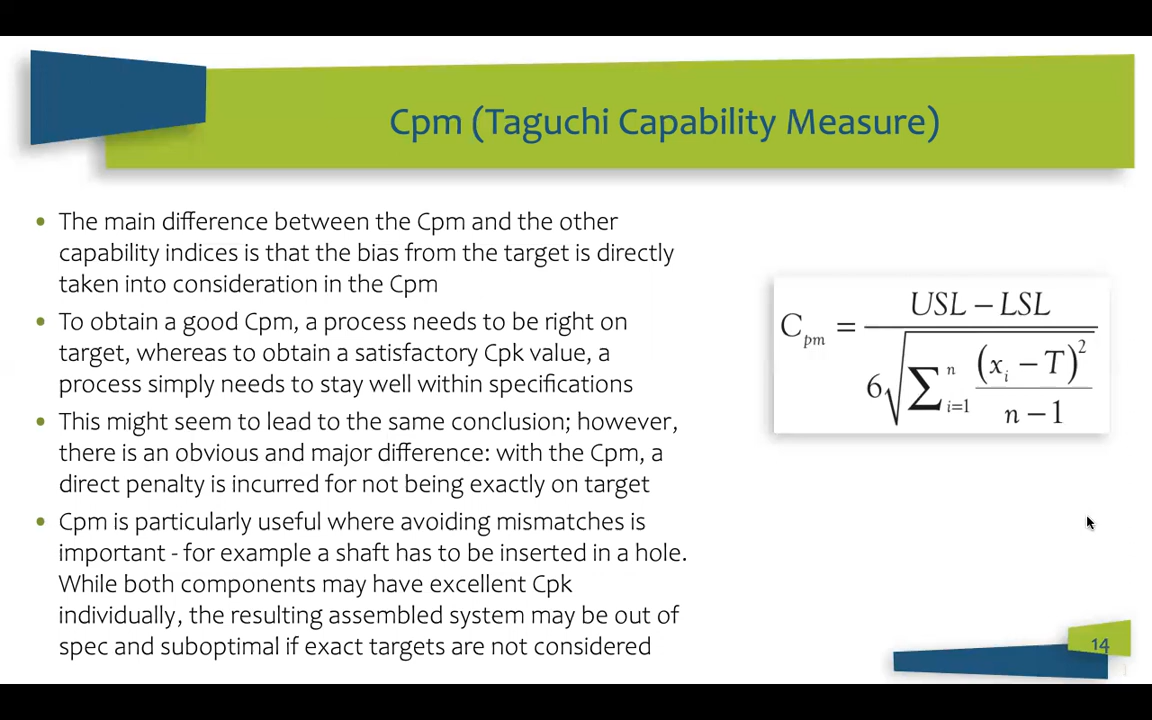 Cpm (Taguchi Capability Measure)
• The main difference between the Cpm and the other
capability indices is that the bias from the target is directly
taken into consideration in the Cpm
• To obtain a good Cpm, a process needs to be right on
target, whereas to obtain a satisfactory Cpk value, a
process simply needs to stay well within specifications
• This might seem to lead to the same conclusion; however,
there is an obvious and major difference: with the Cpm, a
direct penalty is incurred for not being exactly on target
• Cpm is particularly useful where avoiding mismatches is
important - for example a shaft has to be inserted in a hole.
While both components may have excellent Cpk
individually, the resulting assembled system may be out of
spec and suboptimal if exact targets are not considered
C_pm = (USL – LSL) / (6√(∑^n_i=1 (x_i – T)^2 / (n – 1)))
14